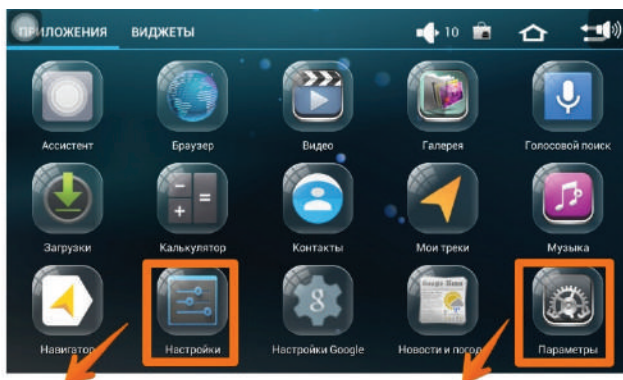 ПРИЛОЖЕНИЯ ВИДЖЕТЫ 10
Ассистент Браузер Видео Галерея Голосовой поиск
Загрузки Калькулятор Контакты Мои треки Музыка
Навигатор Настройки Настройки Google Новости и погода Параметры